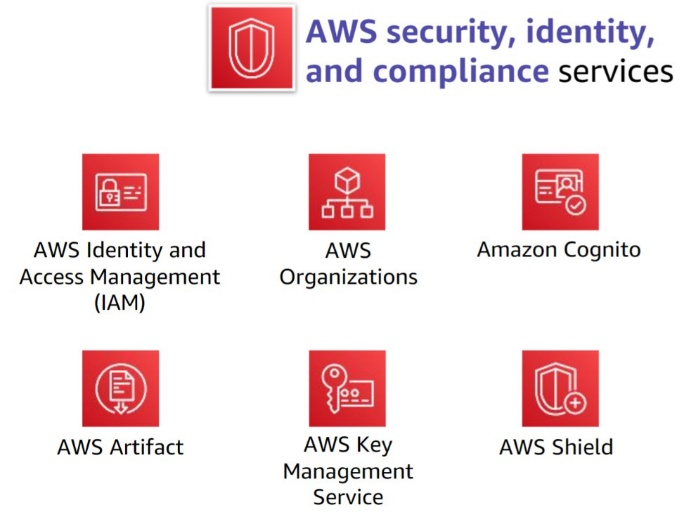 AWS security, identity,
and compliance services
AWS Identity and
Access Management
(IAM)
AWS
Organizations
Amazon Cognito
AWS Artifact
AWS Key
Management
Service
AWS Shield